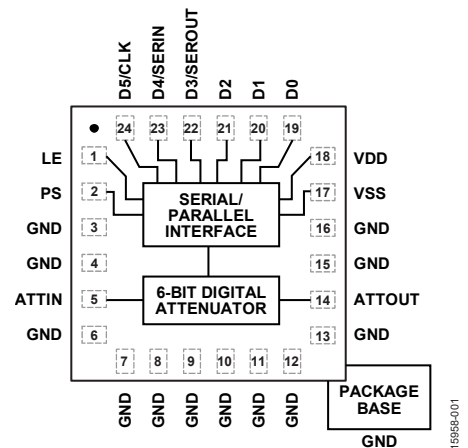 D5/CLK
D4/SERIN
D3/SEROUT
D2
D1
D0
24
23
22
21
20
19
LE
1
18
VDD
PS
2
17
VSS
SERIAL/
PARALLEL
INTERFACE
GND
3
16
GND
GND
4
15
GND
ATTIN
5
6-BIT DIGITAL
ATTENUATOR
14
ATTOUT
GND
6
13
GND
7
8
9
10
11
12
GND
GND
GND
GND
GND
GND
PACKAGE
BASE
GND
15958-001